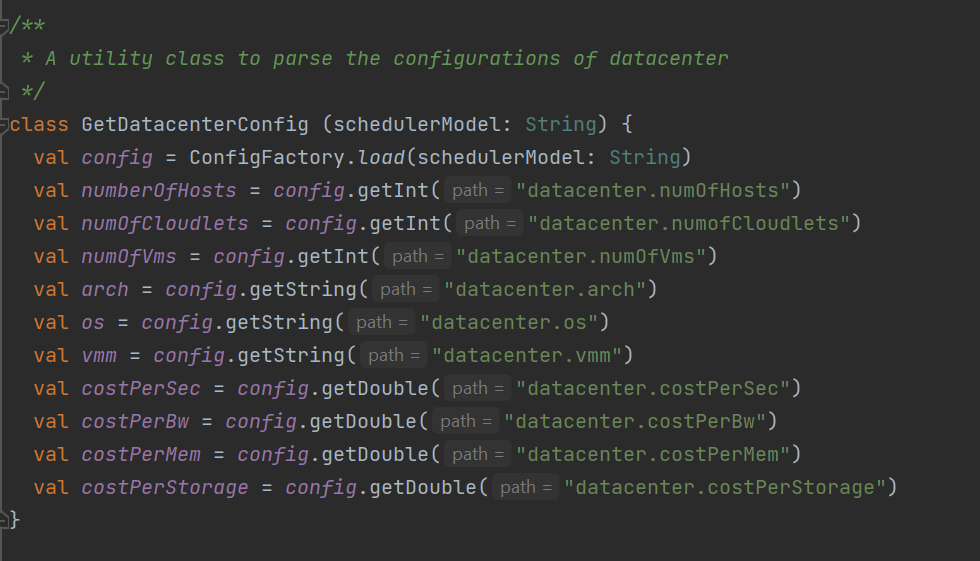 /**
 * A utility class to parse the configurations of datacenter
 */
class GetDatacenterConfig (schedulerModel: String) {
  val config = ConfigFactory.load(schedulerModel: String)
  val numberOfHosts = config.getInt( path = "datacenter.numOfHosts")
  val numOfCloudlets = config.getInt( path = "datacenter.numofCloudlets")
  val numOfVms = config.getInt( path = "datacenter.numOfVms")
  val arch = config.getString( path = "datacenter.arch")
  val os = config.getString( path = "datacenter.os")
  val vmm = config.getString( path = "datacenter.vmm")
  val costPerSec = config.getDouble( path = "datacenter.costPerSec")
  val costPerBw = config.getDouble( path = "datacenter.costPerBw")
  val costPerMem = config.getDouble( path = "datacenter.costPerMem")
  val costPerStorage = config.getDouble( path = "datacenter.costPerStorage")
}